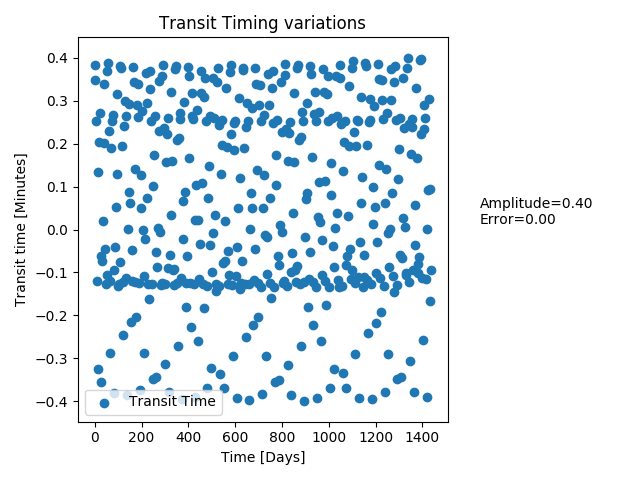 Transit Timing variations
Transit time [Minutes]
0.4
0.3
0.2
0.1
0.0
−0.1
−0.2
−0.3
−0.4
Amplitude=0.40
Error=0.00
Transit Time
0 200 400 600 800 1000 1200 1400
Time [Days]